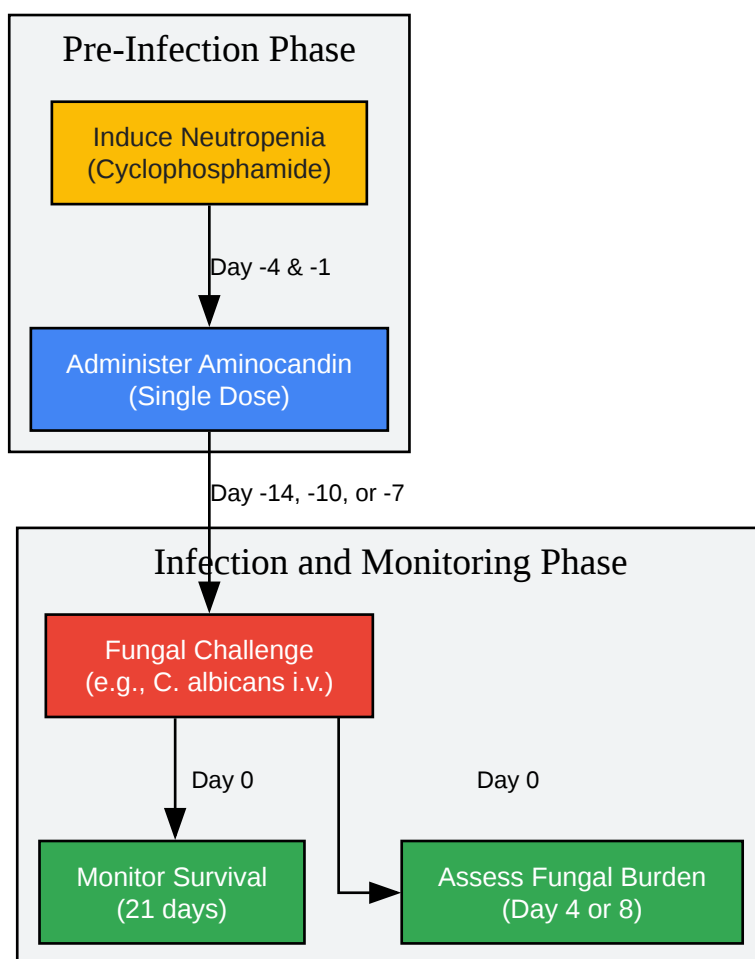 Pre-Infection Phase
Induce Neutropenia
(Cyclophosphamide)
Day -4 & -1
Administer Aminocandin
(Single Dose)
Day -14, -10, or -7
Infection and Monitoring Phase
Fungal Challenge
(e.g., C. albicans i.v.)
Day 0
Day 0
Monitor Survival
(21 days)
Assess Fungal Burden
(Day 4 or 8)